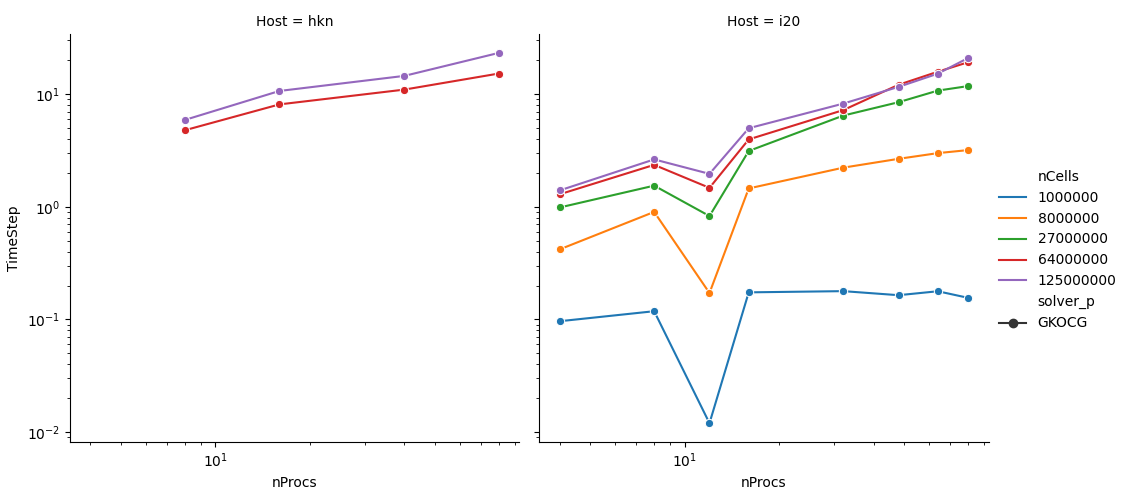 Host = hkn
Host = i20
TimeStep
10¹
10⁰
10⁻¹
10⁻²
10¹
nProcs
10¹
nProcs
nCells
1000000
8000000
27000000
64000000
125000000
solver_p
GKOCG